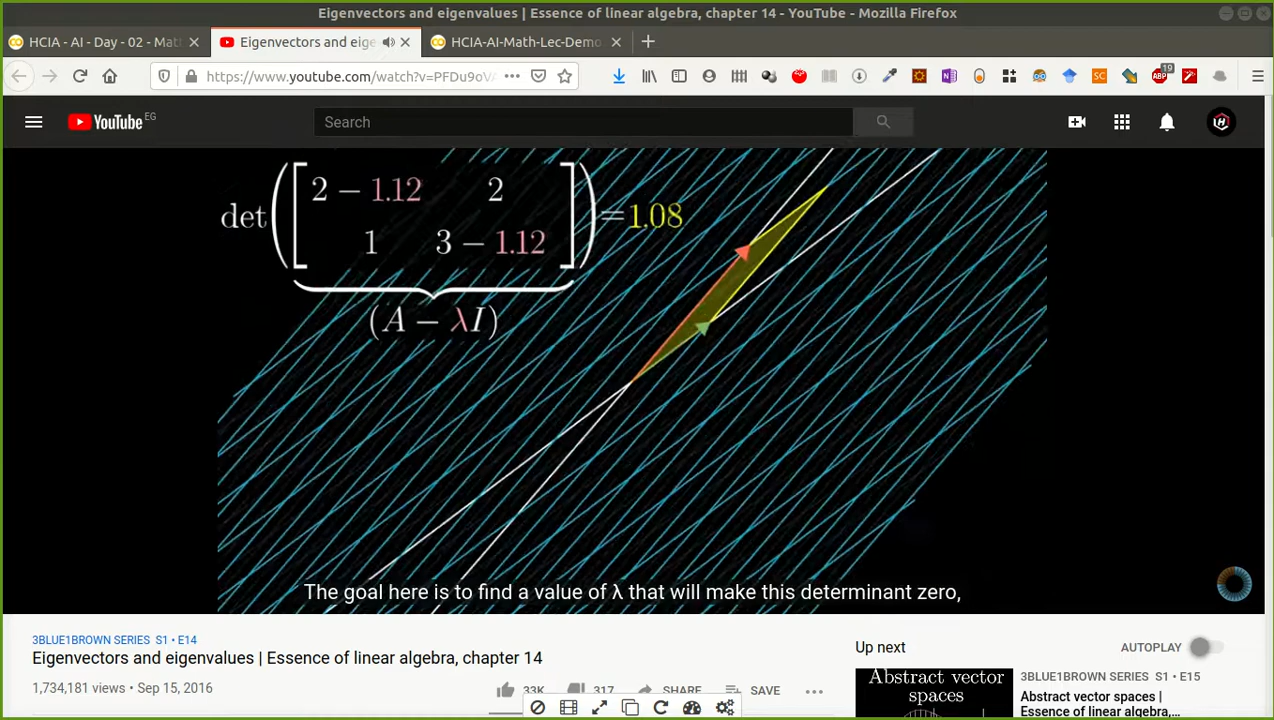 Eigenvectors and eigenvalues | Essence of linear algebra, chapter 14 - YouTube - Mozilla Firefox
HCIA - AI - Day - 02 - Mat
Eigenvectors and eige
HCIA-AI-Math-Lec-Demo.
https://www.youtube.com/watch?v=PFDu9oVA
SC
ABP
19
YouTube EG
Search
det([2 − 1.12 2
1 3 − 1.12]) = 1.08
(A − λI)
The goal here is to find a value of λ that will make this determinant zero,
3BLUE1BROWN SERIES S1 • E14
Eigenvectors and eigenvalues | Essence of linear algebra, chapter 14
1,734,181 views • Sep 15, 2016
33K
317
SHARE
SAVE
Up next
AUTOPLAY
Abstract vector
spaces
3BLUE1BROWN SERIES S1 • E15
Abstract vector spaces |
Essence of linear algebra,...